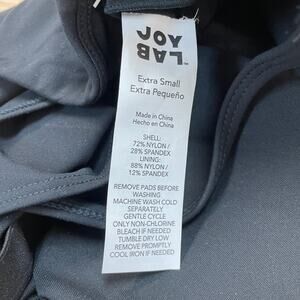 JOY
LAB
™
Extra Small
Extra Pequeño
Made in China
Hecho en China
SHELL:
72% NYLON /
28% SPANDEX
LINING:
88% NYLON /
12% SPANDEX
REMOVE PADS BEFORE
WASHING
MACHINE WASH COLD
SEPARATELY
GENTLE CYCLE
ONLY NON-CHLORINE
BLEACH IF NEEDED
TUMBLE DRY LOW
REMOVE PROMPTLY
COOL IRON IF NEEDED